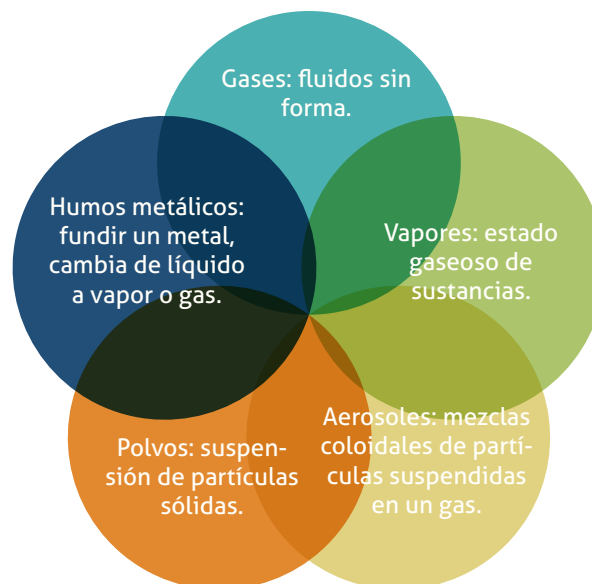 Gases: fluidos sin
forma.
Humos metálicos:
fundir un metal,
cambia de líquido
a vapor o gas.
Vapores: estado
gaseoso de
sustancias.
Polvos: suspen-
sión de partículas
sólidas.
Aerosoles: mezclas
coloidales de partí-
culas suspendidas
en un gas.